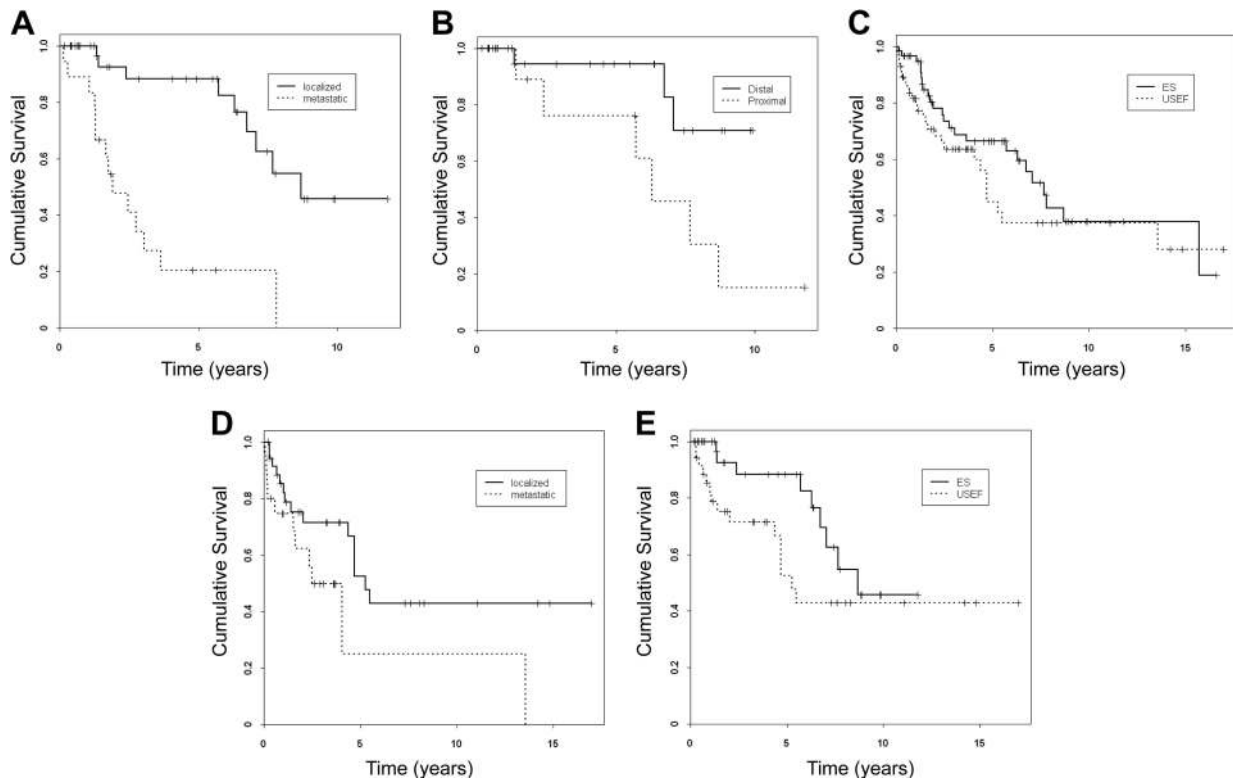 A
Cumulative Survival
1.0
0.8
0.6
0.4
0.2
0
localized
metastatic
0 5 10
Time (years)
B
Cumulative Survival
1.0
0.8
0.6
0.4
0.2
0
Distal
Proximal
0 5 10
Time (years)
C
Cumulative Survival
1.0
0.8
0.6
0.4
0.2
0
ES
USEF
0 5 10 15
Time (years)
D
Cumulative Survival
1.0
0.8
0.6
0.4
0.2
0
localized
metastatic
0 5 10 15
Time (years)
E
Cumulative Survival
1.0
0.8
0.6
0.4
0.2
0
ES
USEF
0 5 10 15
Time (years)